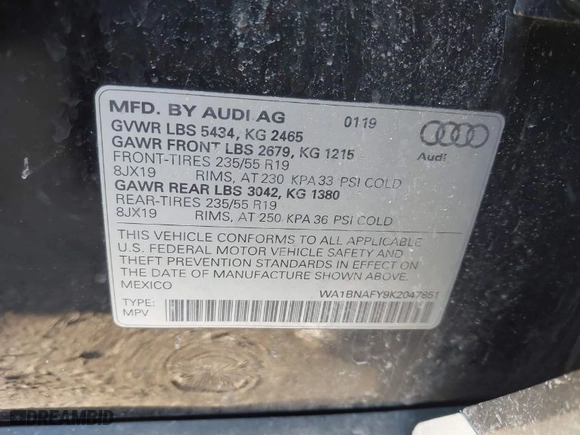 MFD. BY AUDI AG 01.19
GVWR LBS 5434, KG 2465
GAWR FRONT LBS 2679, KG 1215
FRONT-TIRES 235/55 R19
8JX19 RIMS, AT 230 KPA 33 PSI COLD
GAWR REAR LBS 3042, KG 1380
REAR-TIRES 235/55 R19
8JX19 RIMS, AT 250 KPA 36 PSI COLD
Audi
THIS VEHICLE CONFORMS TO ALL APPLICABLE
U.S. FEDERAL MOTOR VEHICLE SAFETY AND
THEFT PREVENTION STANDARDS IN EFFECT ON
THE DATE OF MANUFACTURE SHOWN ABOVE.
MEXICO
WA1BNAFY9K2047851
TYPE:
MPV
DREAMBID